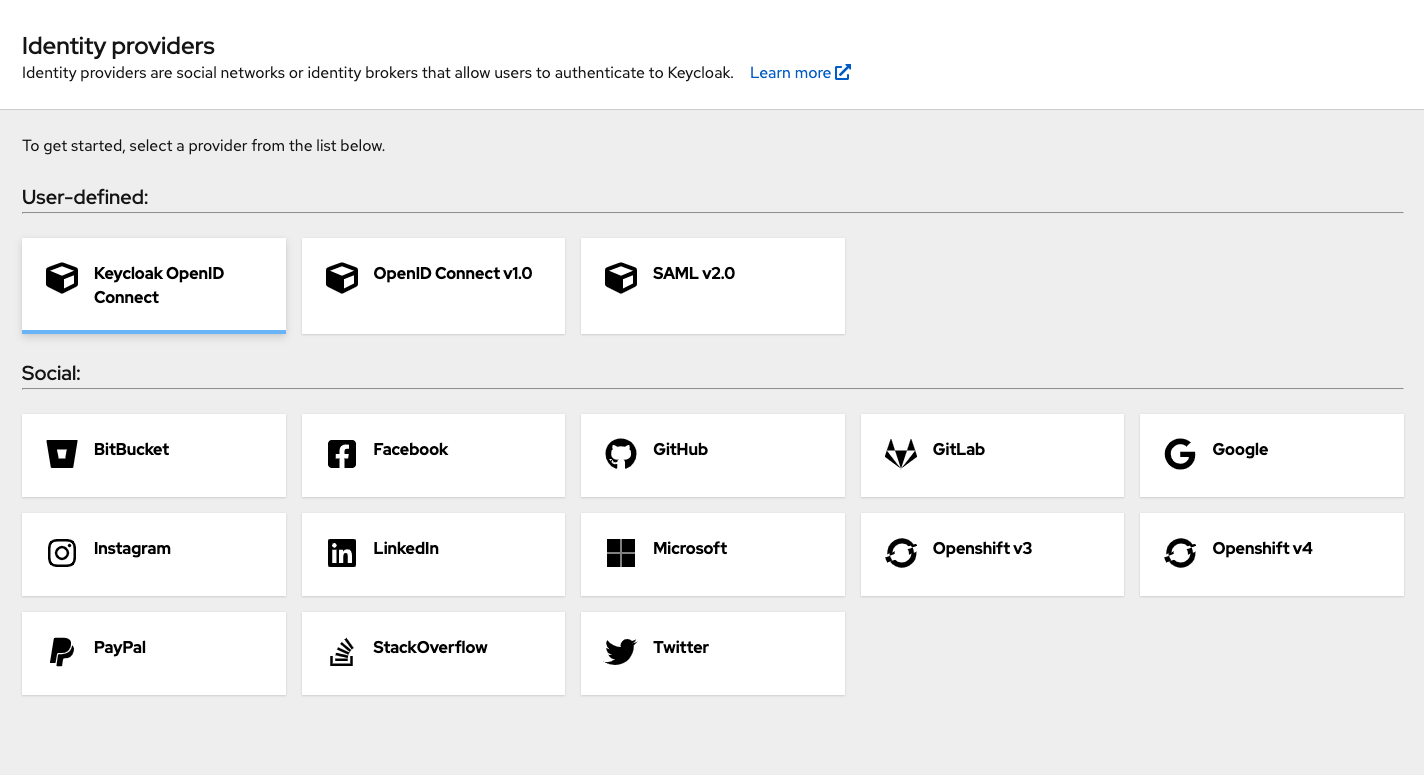 Identity providers
Identity providers are social networks or identity brokers that allow users to authenticate to Keycloak. Learn more
To get started, select a provider from the list below.
User-defined:
Keycloak OpenID
Connect
OpenID Connect v1.0
SAML v2.0
Social:
BitBucket
Facebook
GitHub
GitLab
Google
Instagram
LinkedIn
Microsoft
Openshift v3
Openshift v4
PayPal
StackOverflow
Twitter